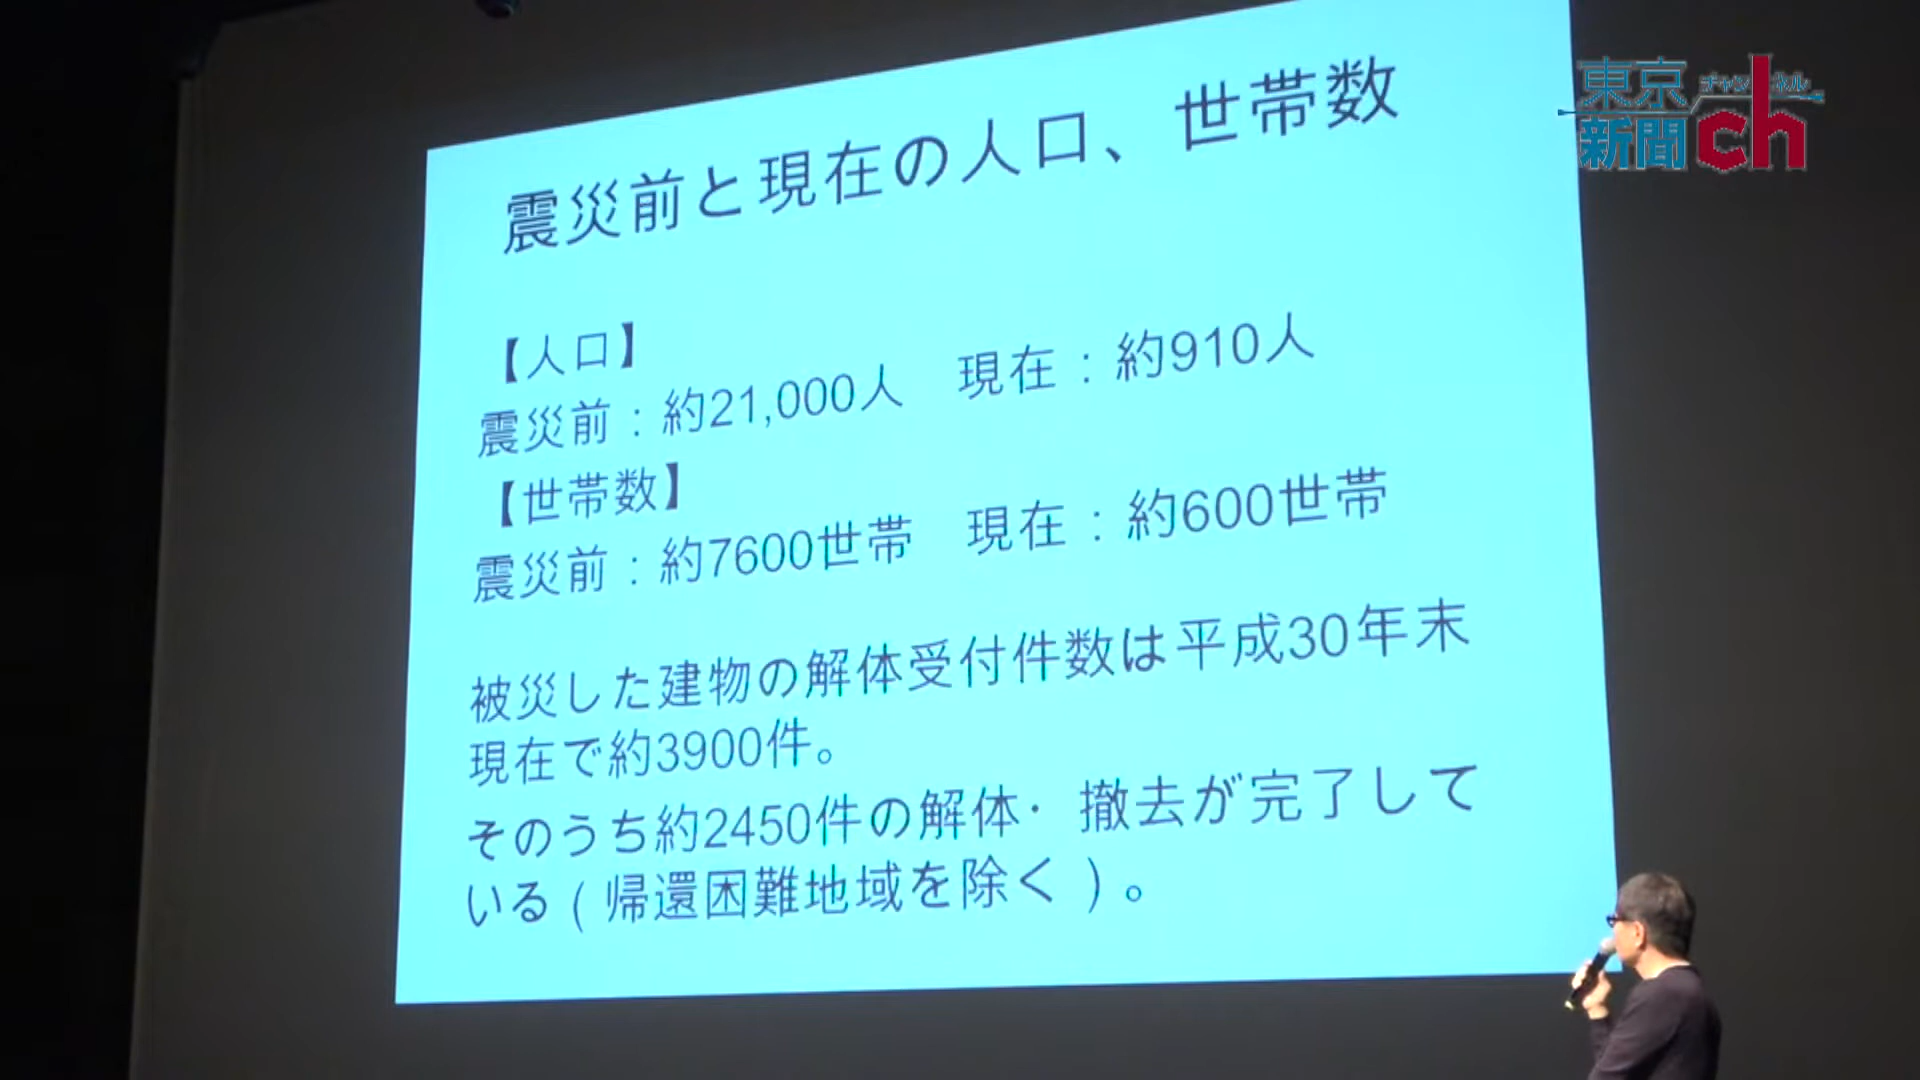 震災前と現在の人口、世帯数
【人口】
震災前：約21,000人　現在：約910人
【世帯数】
震災前：約7600世帯　現在：約600世帯
被災した建物の解体受付件数は平成30年末
現在で約3900件。
そのうち約2450件の解体・撤去が完了して
いる（帰還困難地域を除く）。
東京
新聞
チャンネル
ch